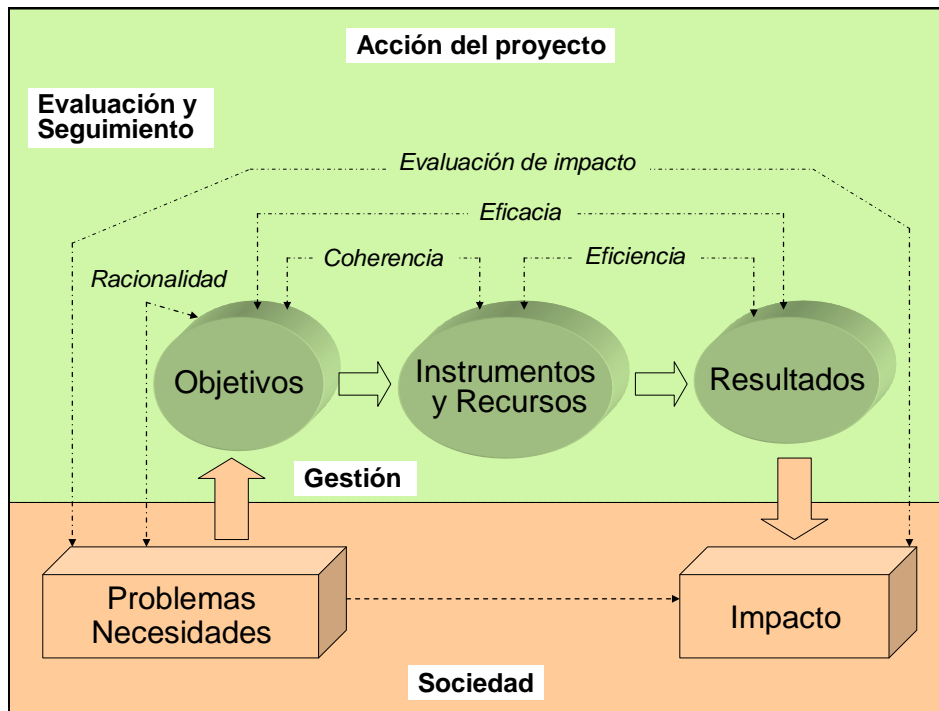 Acción del proyecto
Evaluación y
Seguimiento
Evaluación de impacto
Eficacia
Coherencia
Eficiencia
Racionalidad
Objetivos
Instrumentos
y Recursos
Resultados
Gestión
Problemas
Necesidades
Impacto
Sociedad